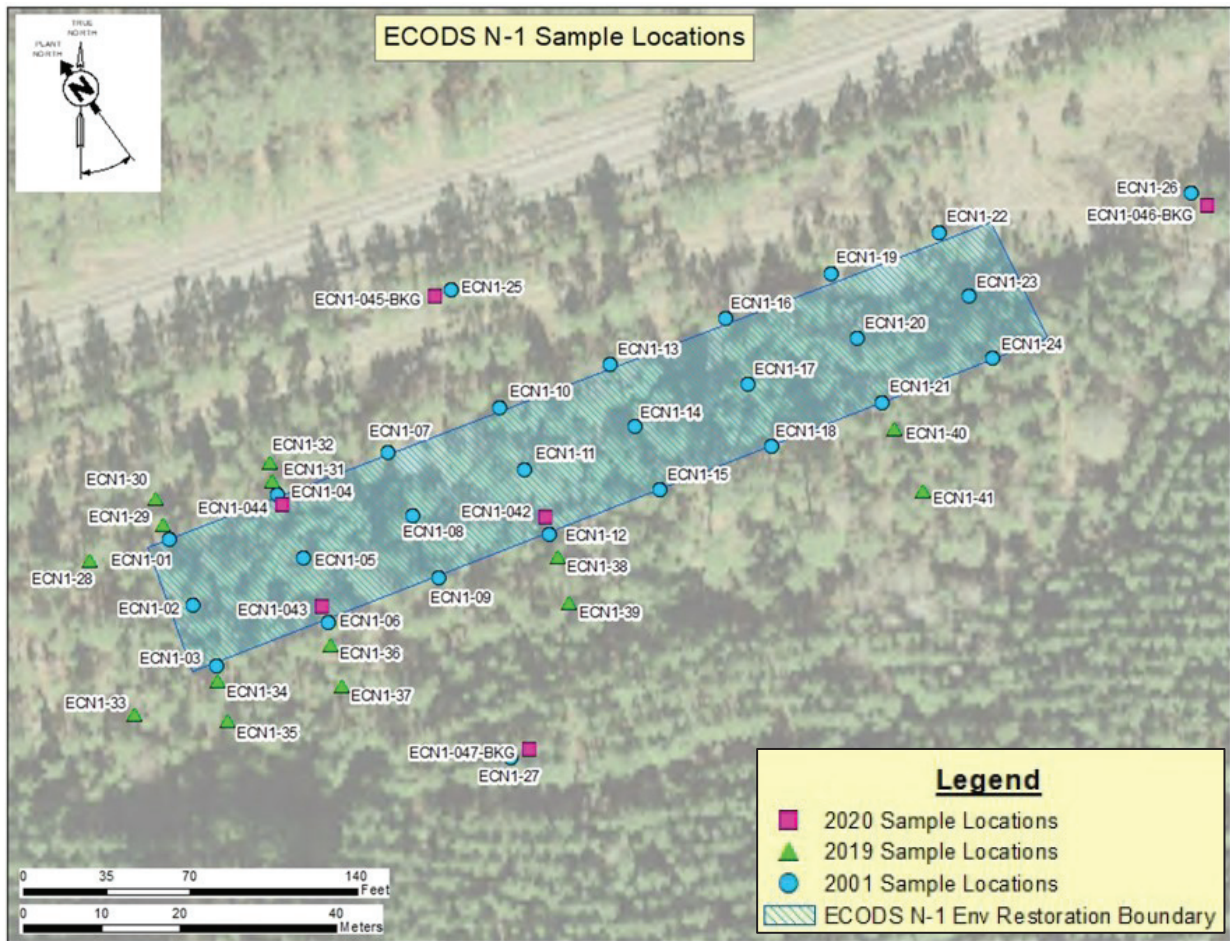 ECODS N-1 Sample Locations
TRUE
NORTH
PLANT
NORTH
N
ECN1-26
ECN1-046-BKG
ECN1-22
ECN1-19
ECN1-23
ECN1-25
ECN1-045-BKG
ECN1-16
ECN1-20
ECN1-13
ECN1-24
ECN1-17
ECN1-10
ECN1-21
ECN1-14
ECN1-40
ECN1-07
ECN1-18
ECN1-32
ECN1-31
ECN1-11
ECN1-15
ECN1-30
ECN1-04
ECN1-41
ECN1-044
ECN1-042
ECN1-29
ECN1-08
ECN1-12
ECN1-01
ECN1-05
ECN1-38
ECN1-28
ECN1-09
ECN1-02
ECN1-043
ECN1-39
ECN1-06
ECN1-36
ECN1-03
ECN1-34
ECN1-37
ECN1-33
ECN1-35
ECN1-047-BKG
ECN1-27
Legend
2020 Sample Locations
2019 Sample Locations
2001 Sample Locations
ECODS N-1 Env Restoration Boundary
0 35 70 140
Feet
0 10 20 40
Meters